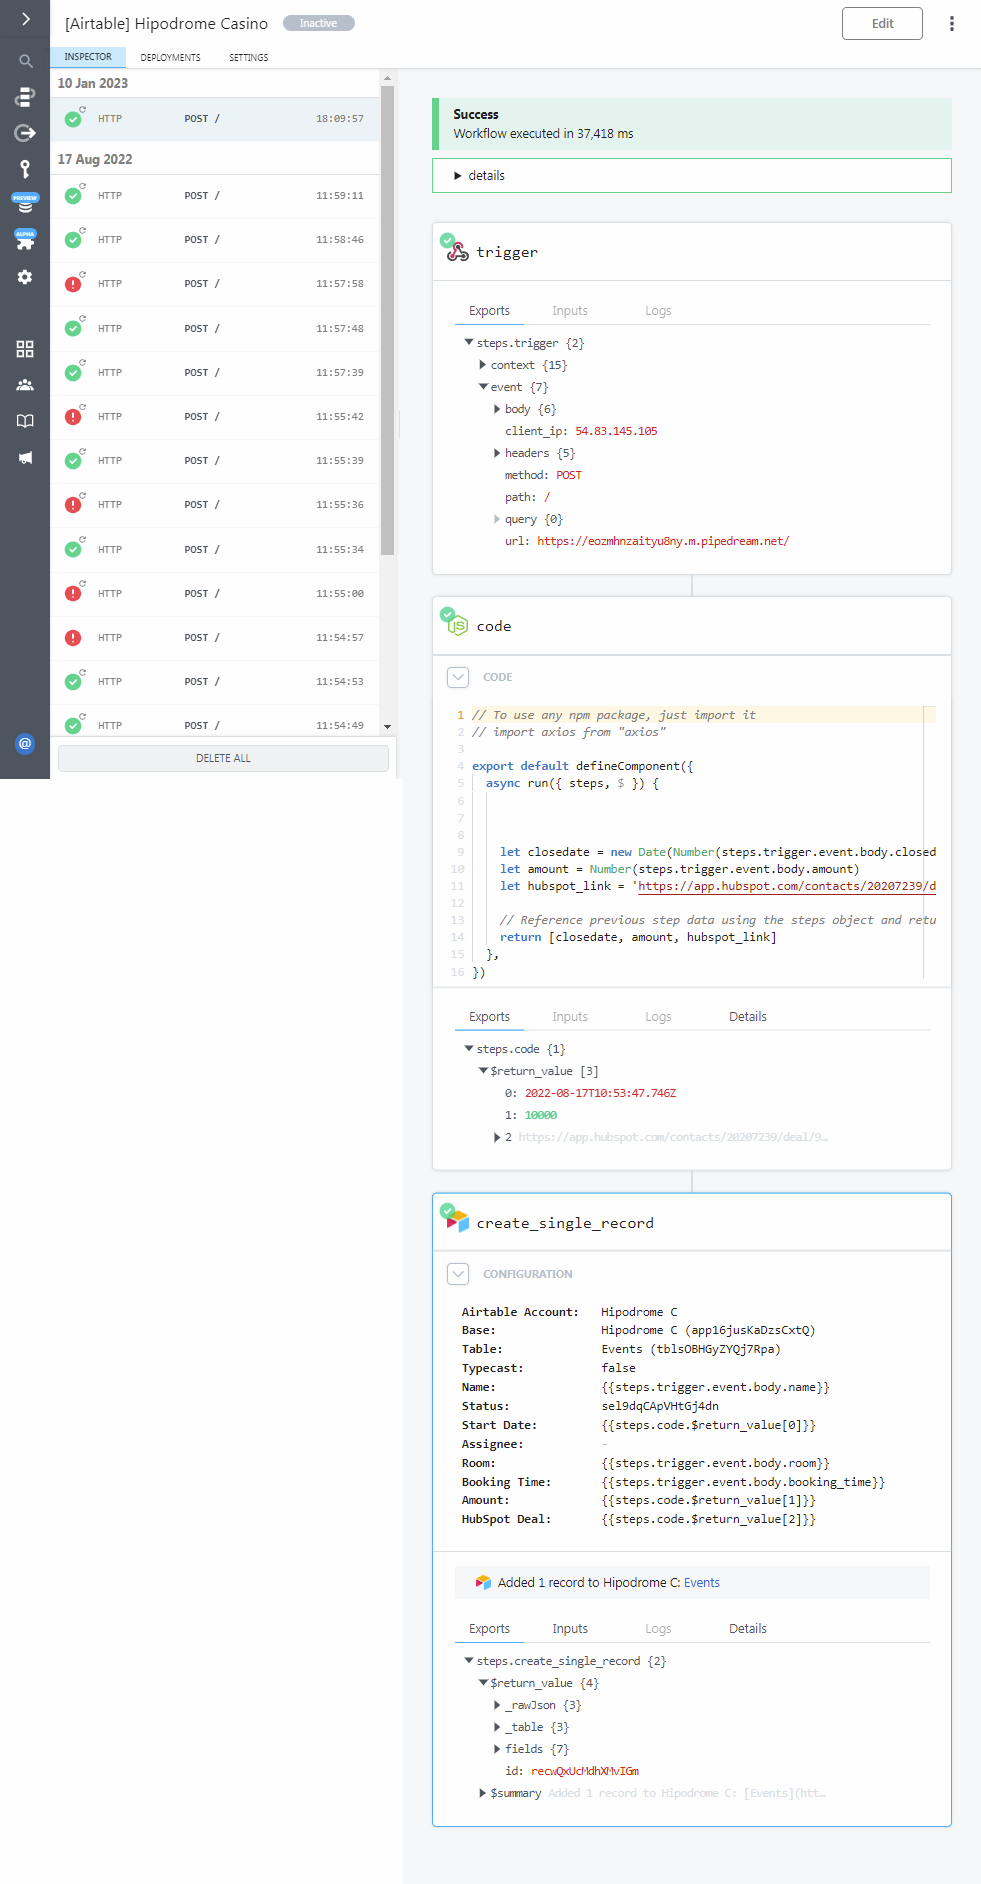 [Airtable] Hipodrome Casino
Inactive
Edit
INSPECTOR
DEPLOYMENTS
SETTINGS
10 Jan 2023
HTTP POST / 18:09:57
17 Aug 2022
HTTP POST / 11:59:11
HTTP POST / 11:58:46
HTTP POST / 11:57:58
HTTP POST / 11:57:48
HTTP POST / 11:57:39
HTTP POST / 11:55:42
HTTP POST / 11:55:39
HTTP POST / 11:55:36
HTTP POST / 11:55:34
HTTP POST / 11:55:00
HTTP POST / 11:54:57
HTTP POST / 11:54:53
HTTP POST / 11:54:49
DELETE ALL
PREVIEW
ALPHA
@
Success
Workflow executed in 37,418 ms
details
trigger
Exports Inputs Logs
steps.trigger {2}
context {15}
event {7}
body {6}
client_ip: 54.83.145.105
headers {5}
method: POST
path: /
query {0}
url: https://eozmhnzaityu8ny.m.pipedream.net/
JS code
CODE
1 // To use any npm package, just import it
2 // import axios from "axios"
3
4 export default defineComponent({
5 async run({ steps, $ }) {
6
7
8
9 let closedate = new Date(Number(steps.trigger.event.body.closed
10 let amount = Number(steps.trigger.event.body.amount)
11 let hubspot_link = 'https://app.hubspot.com/contacts/20207239/d
12
13 // Reference previous step data using the steps object and retu
14 return [closedate, amount, hubspot_link]
15 },
16 })
Exports Inputs Logs Details
steps.code {1}
$return_value [3]
0: 2022-08-17T10:53:47.746Z
1: 10000
2 https://app.hubspot.com/contacts/20207239/deal/9…
create_single_record
CONFIGURATION
Airtable Account: Hipodrome C
Base: Hipodrome C (app16jusKaDzsCxtQ)
Table: Events (tblsOBHGyZYQj7Rpa)
Typecast: false
Name: {{steps.trigger.event.body.name}}
Status: sel9dqCApVHtGj4dn
Start Date: {{steps.code.$return_value[0]}}
Assignee: -
Room: {{steps.trigger.event.body.room}}
Booking Time: {{steps.trigger.event.body.booking_time}}
Amount: {{steps.code.$return_value[1]}}
HubSpot Deal: {{steps.code.$return_value[2]}}
Added 1 record to Hipodrome C: Events
Exports Inputs Logs Details
steps.create_single_record {2}
$return_value {4}
_rawJson {3}
_table {3}
fields {7}
id: recwQxUcMdhXMvIGm
$summary Added 1 record to Hipodrome C: [Events](htt…